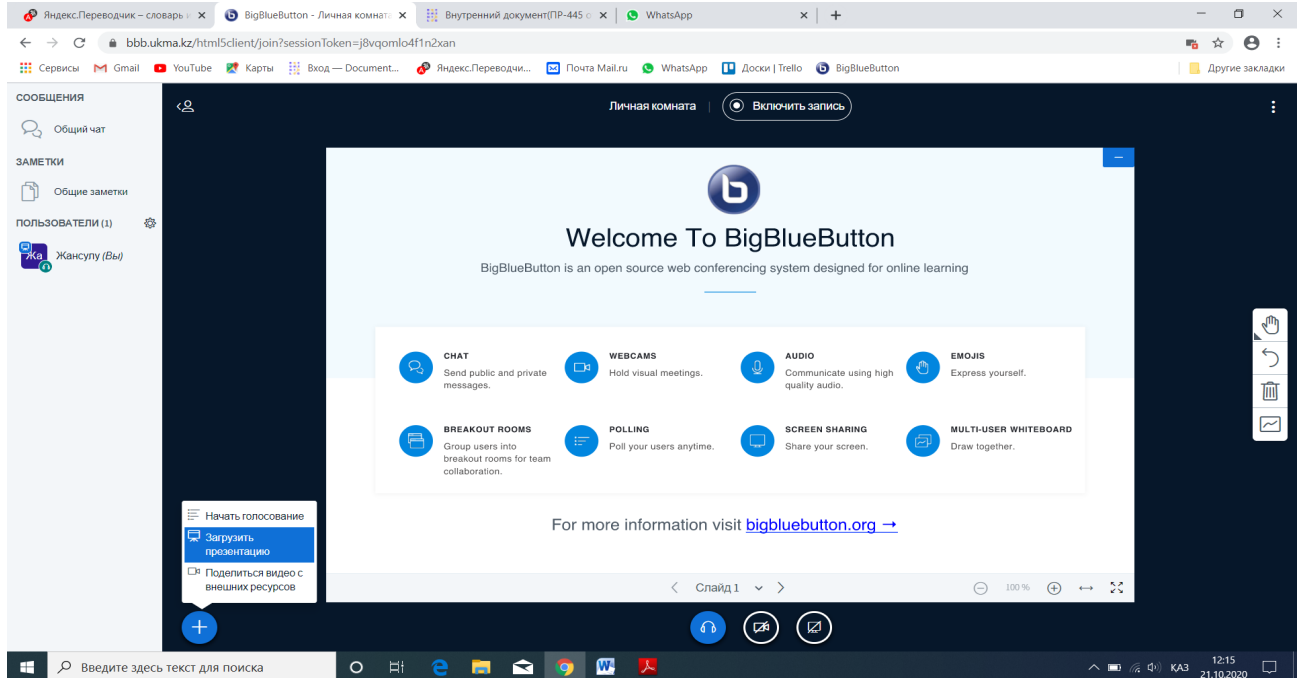 Яндекс.Переводчик – словарь и
BigBlueButton - Личная комната
Внутренний документ(ПР-445 о
WhatsApp
bbb.ukma.kz/html5client/join?sessionToken=j8vqomlo4f1n2xan
Сервисы Gmail YouTube Карты Вход — Document... Яндекс.Переводчи... Почта Mail.ru WhatsApp Доски | Trello BigBlueButton Другие закладки
СООБЩЕНИЯ
Общий чат
ЗАМЕТКИ
Общие заметки
ПОЛЬЗОВАТЕЛИ (1)
Жа Жансулу (Вы)
Личная комната | Включить запись
Welcome To BigBlueButton
BigBlueButton is an open source web conferencing system designed for online learning
CHAT
Send public and private
messages.
WEBCAMS
Hold visual meetings.
AUDIO
Communicate using high
quality audio.
EMOJIS
Express yourself.
BREAKOUT ROOMS
Group users into
breakout rooms for team
collaboration.
POLLING
Poll your users anytime.
SCREEN SHARING
Share your screen.
MULTI-USER WHITEBOARD
Draw together.
For more information visit bigbluebutton.org →
Начать голосование
Загрузить
презентацию
Поделиться видео с
внешних ресурсов
Слайд 1
100 %
Введите здесь текст для поиска
ҚАЗ
12:15
21.10.2020